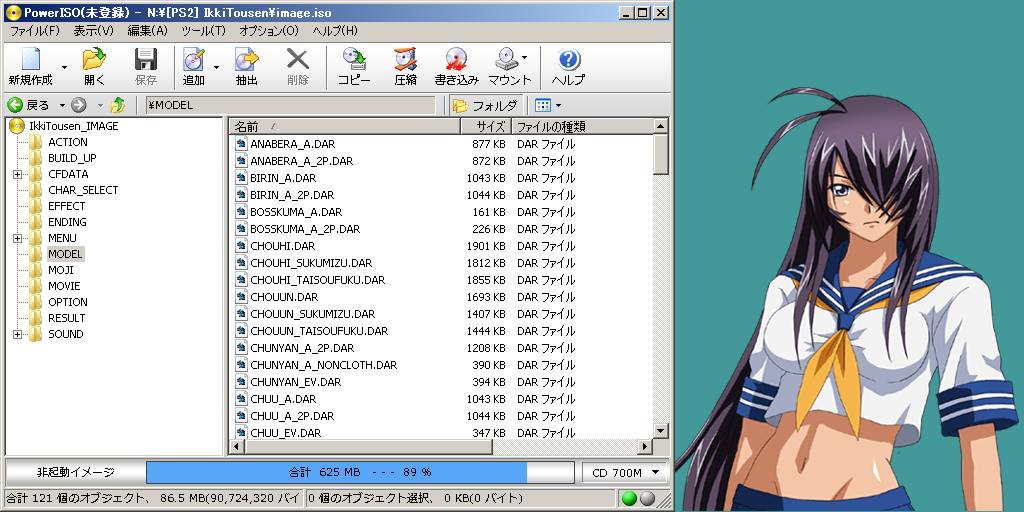 PowerISO(未登録) - N:¥[PS2] IkkiTousen¥image.iso
ファイル(F) 表示(V) 編集(A) ツール(T) オプション(O) ヘルプ(H)
新規作成 開く 保存 追加 抽出 削除 コピー 圧縮 書き込み マウント ヘルプ
戻る ¥MODEL フォルダ
IkkiTousen_IMAGE
ACTION
BUILD_UP
CFDATA
CHAR_SELECT
EFFECT
ENDING
MENU
MODEL
MOJI
MOVIE
OPTION
RESULT
SOUND
名前 サイズ ファイルの種類
ANABERA_A.DAR 877 KB DAR ファイル
ANABERA_A_2P.DAR 872 KB DAR ファイル
BIRIN_A.DAR 1043 KB DAR ファイル
BIRIN_A_2P.DAR 1044 KB DAR ファイル
BOSSKUMA_A.DAR 161 KB DAR ファイル
BOSSKUMA_A_2P.DAR 226 KB DAR ファイル
CHOUHI.DAR 1901 KB DAR ファイル
CHOUHI_SUKUMIZU.DAR 1812 KB DAR ファイル
CHOUHI_TAISOUFUKU.DAR 1855 KB DAR ファイル
CHOUUN.DAR 1693 KB DAR ファイル
CHOUUN_SUKUMIZU.DAR 1407 KB DAR ファイル
CHOUUN_TAISOUFUKU.DAR 1444 KB DAR ファイル
CHUNYAN_A_2P.DAR 1208 KB DAR ファイル
CHUNYAN_A_NONCLOTH.DAR 390 KB DAR ファイル
CHUNYAN_EV.DAR 394 KB DAR ファイル
CHUU_A.DAR 1043 KB DAR ファイル
CHUU_A_2P.DAR 1044 KB DAR ファイル
CHUU_EV.DAR 347 KB DAR ファイル
非起動イメージ 合計 625 MB --- 89 % CD 700M
合計 121 個のオブジェクト、 86.5 MB(90,724,320 バイ 0 個のオブジェクト選択、 0 KB(0 バイト)